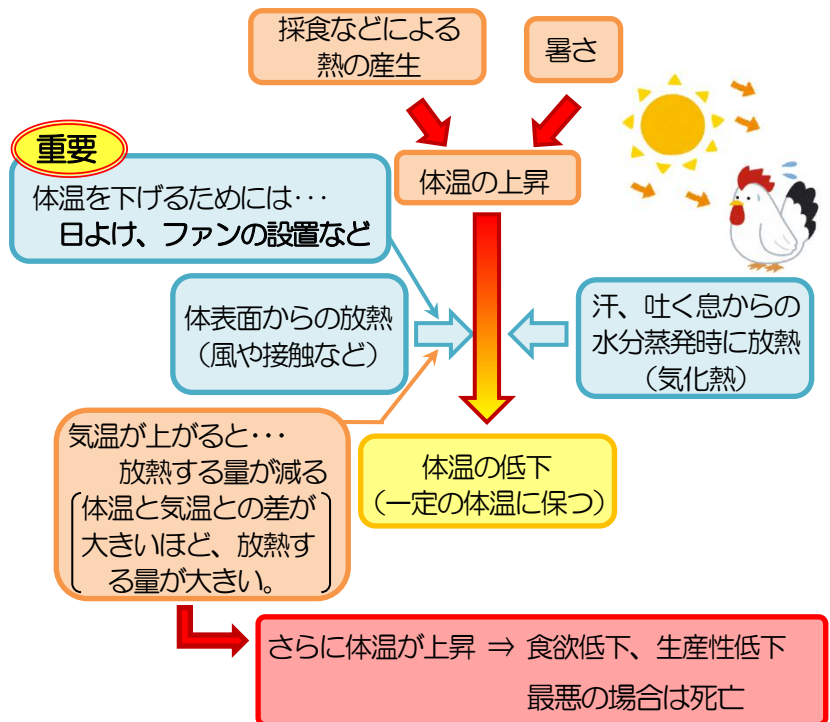 採食などによる
熱の産生
暑さ
体温の上昇
重要
体温を下げるためには･･･
日よけ、ファンの設置など
体表面からの放熱
（風や接触など）
汗、吐く息からの
水分蒸発時に放熱
（気化熱）
気温が上がると･･･
放熱する量が減る
体温と気温との差が
大きいほど、放熱す
る量が大きい。
体温の低下
（一定の体温に保つ）
さらに体温が上昇 ⇒ 食欲低下、生産性低下
最悪の場合は死亡